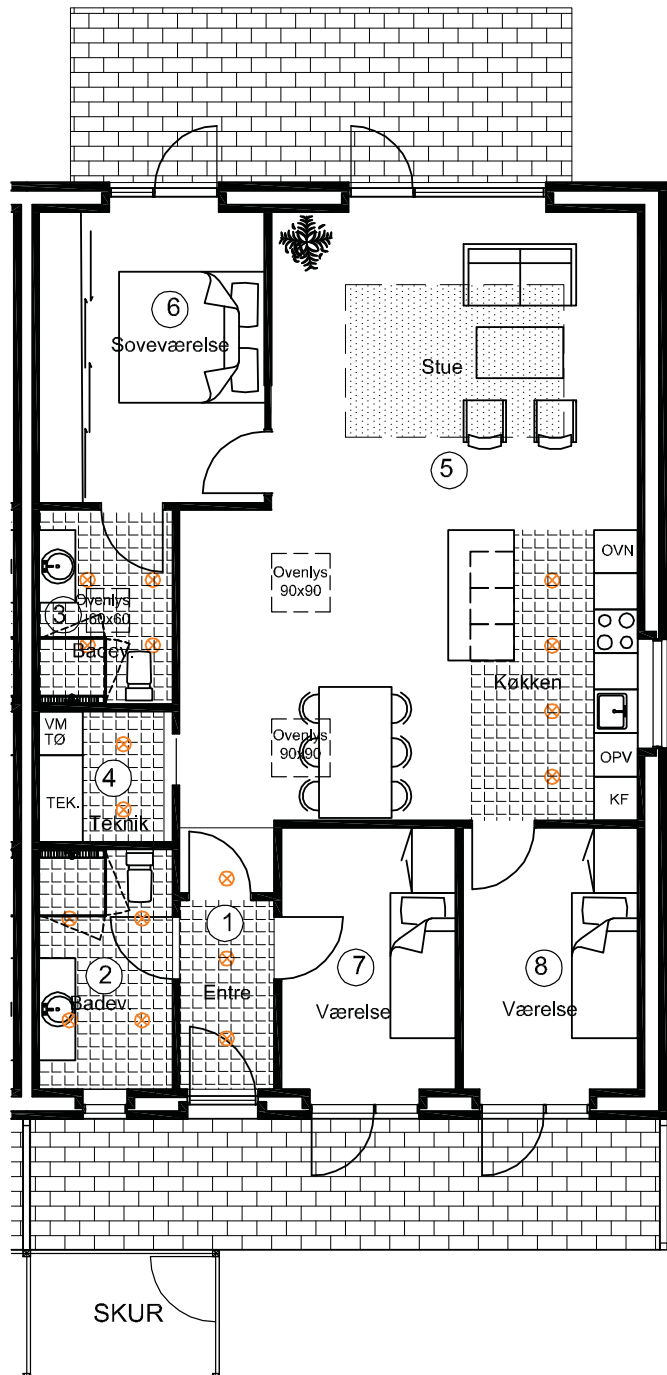 6
Soveværelse
Stue
5
OVN
Ovenlys
90x90
Ovenlys
60x60
3
Badev.
Køkken
VM
TØ
Ovenlys
90x90
4
OPV
TEK.
Teknik
KF
1
2
7
8
Badev.
Entre
Værelse
Værelse
SKUR